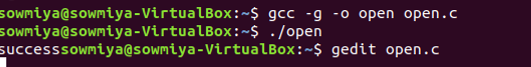 sowmiya@sowmiya-VirtualBox:~$ gcc -g -o open open.c
sowmiya@sowmiya-VirtualBox:~$ ./open
successsowmiya@sowmiya-VirtualBox:~$ gedit open.c